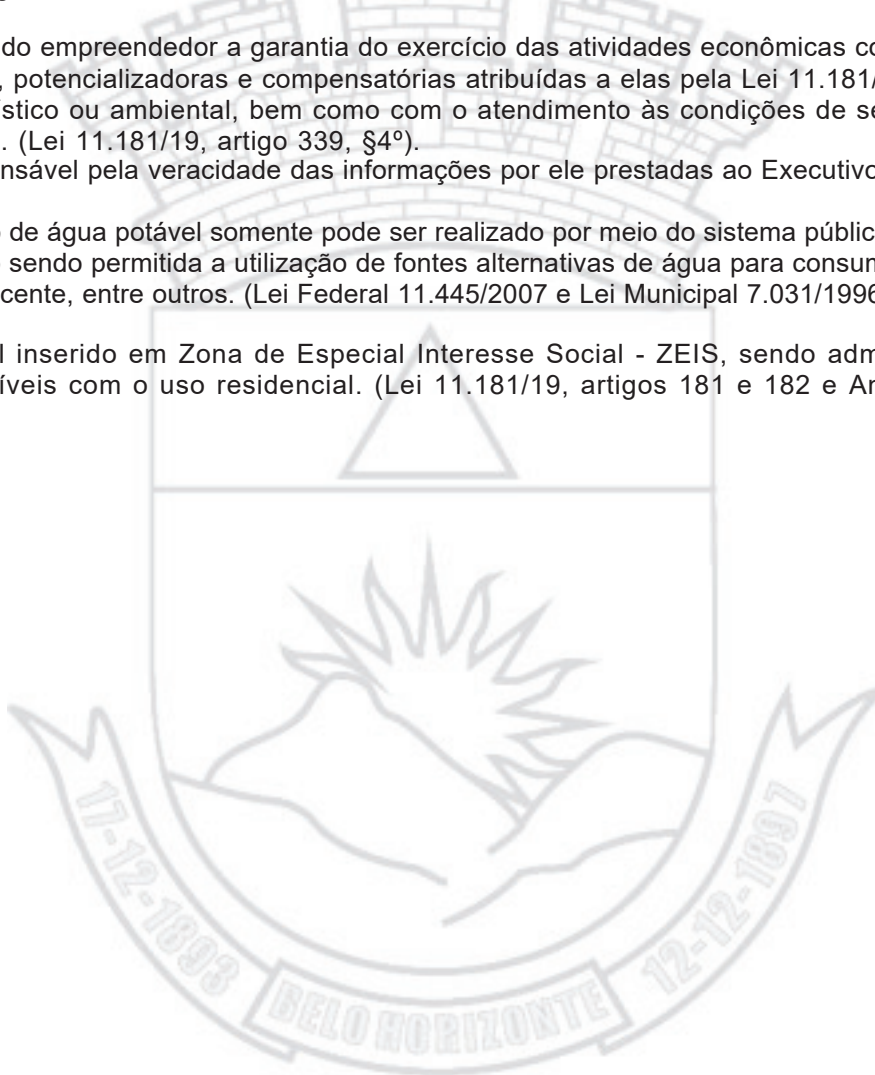 do empreendedor a garantia do exercício das atividades econômicas co
, potencializadoras e compensatórias atribuídas a elas pela Lei 11.181/
ístico ou ambiental, bem como com o atendimento às condições de se
. (Lei 11.181/19, artigo 339, §4º).
onsável pela veracidade das informações por ele prestadas ao Executivo
o de água potável somente pode ser realizado por meio do sistema públic
o sendo permitida a utilização de fontes alternativas de água para consum
scente, entre outros. (Lei Federal 11.445/2007 e Lei Municipal 7.031/1996
l inserido em Zona de Especial Interesse Social - ZEIS, sendo adm
íveis com o uso residencial. (Lei 11.181/19, artigos 181 e 182 e An
17-12-1893
BELO HORIZONTE
12-12-1897